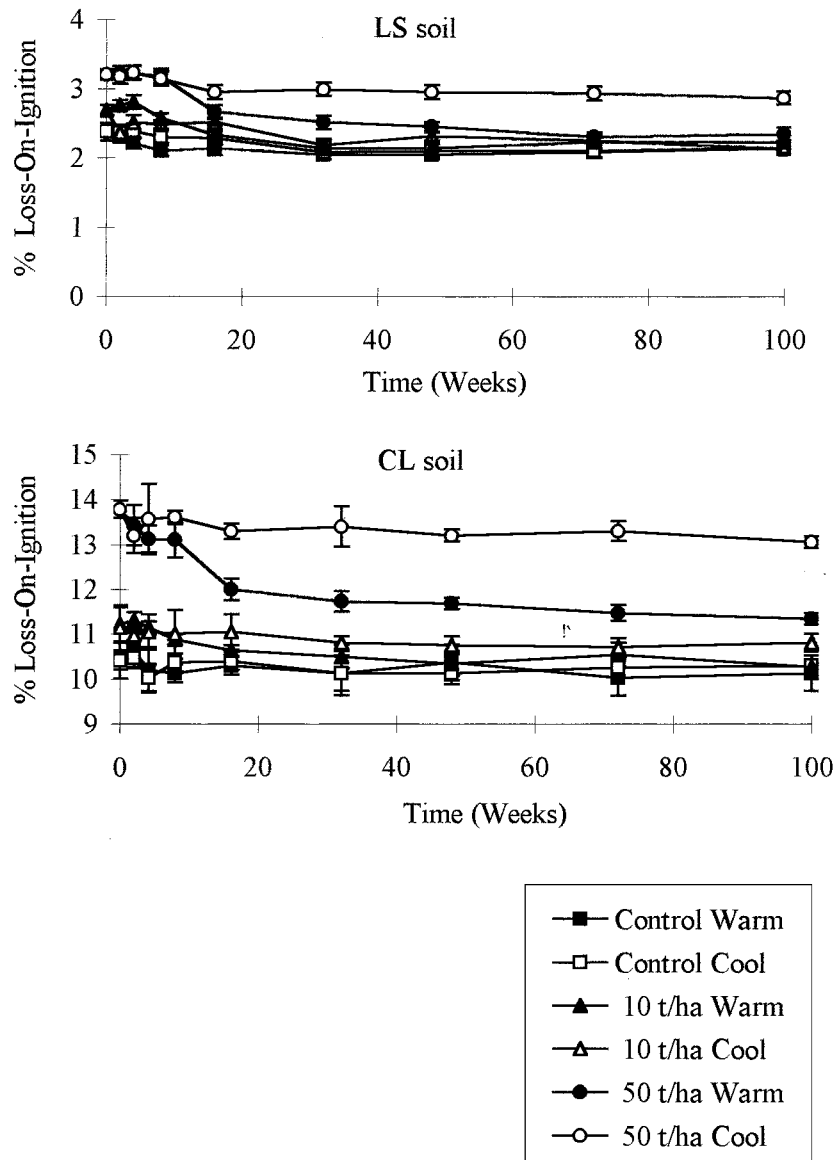 LS soil
% Loss-On-Ignition
4
3
2
1
0
0 20 40 60 80 100
Time (Weeks)
CL soil
% Loss-On-Ignition
15
14
13
12
11
10
9
0 20 40 60 80 100
Time (Weeks)
Control Warm
Control Cool
10 t/ha Warm
10 t/ha Cool
50 t/ha Warm
50 t/ha Cool